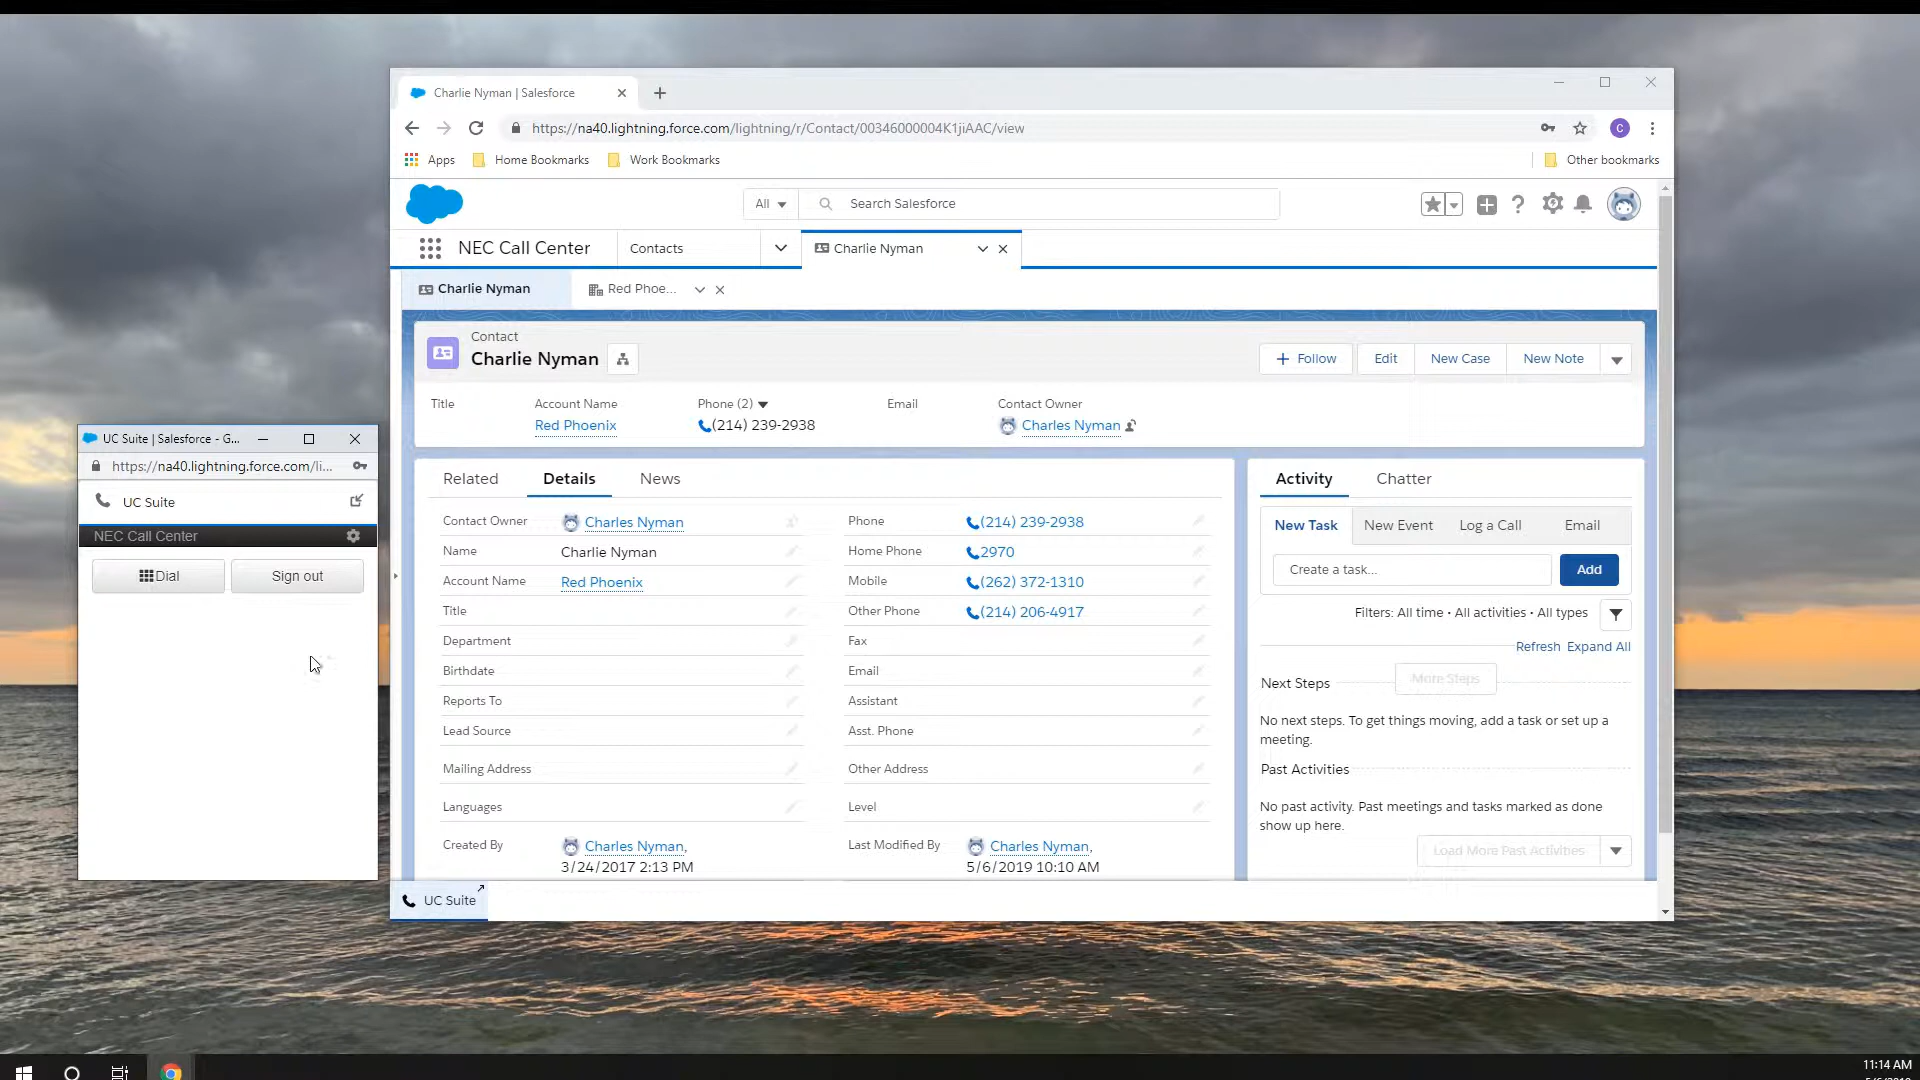 Charlie Nyman | Salesforce
https://na40.lightning.force.com/lightning/r/Contact/00346000004K1jiAAC/view
C
Apps
Home Bookmarks
Work Bookmarks
Other bookmarks
All
Search Salesforce
NEC Call Center
Contacts
Charlie Nyman
Charlie Nyman
Red Phoe...
Contact
Charlie Nyman
Follow
Edit
New Case
New Note
Title
Account Name
Phone (2)
Email
Contact Owner
Red Phoenix
(214) 239-2938
Charles Nyman
UC Suite | Salesforce - G...
https://na40.lightning.force.com/li...
UC Suite
NEC Call Center
Dial
Sign out
Related
Details
News
Contact Owner
Charles Nyman
Name
Charlie Nyman
Account Name
Red Phoenix
Title
Department
Birthdate
Reports To
Lead Source
Mailing Address
Languages
Created By
Charles Nyman,
3/24/2017 2:13 PM
Phone
(214) 239-2938
Home Phone
2970
Mobile
(262) 372-1310
Other Phone
(214) 206-4917
Fax
Email
Assistant
Asst. Phone
Other Address
Level
Last Modified By
Charles Nyman,
5/6/2019 10:10 AM
Activity
Chatter
New Task
New Event
Log a Call
Email
Create a task...
Add
Filters: All time • All activities • All types
Refresh
Expand All
Next Steps
More Steps
No next steps. To get things moving, add a task or set up a
meeting.
Past Activities
No past activity. Past meetings and tasks marked as done
show up here.
Load More Past Activities
UC Suite
11:14 AM